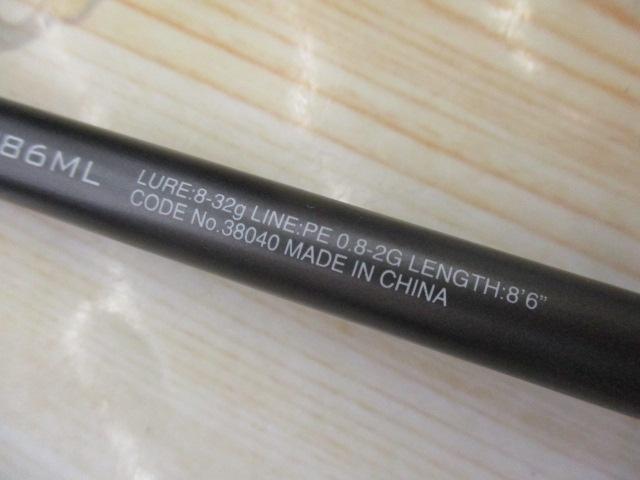 86ML
LURE:8-32g LINE:PE 0.8-2G LENGTH:8'6"
CODE No.38040 MADE IN CHINA